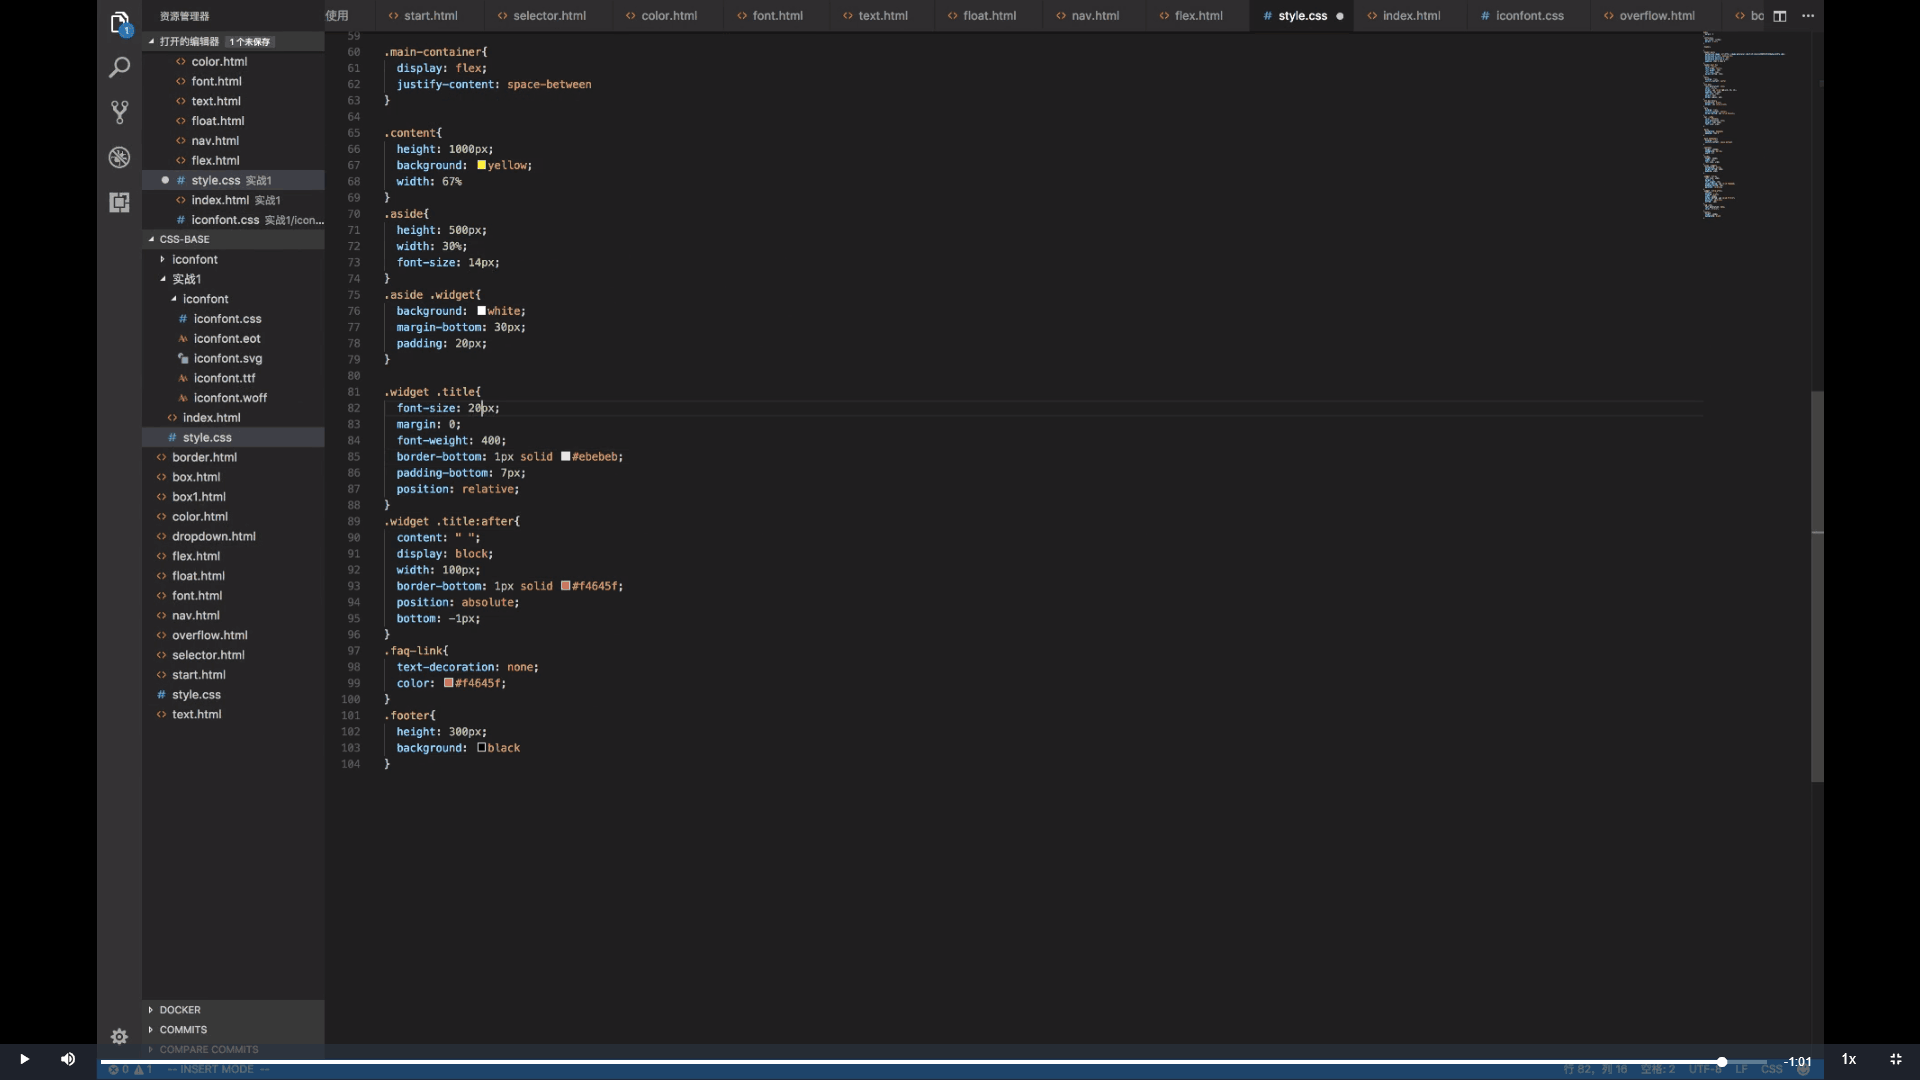 资源管理器
打开的编辑器 1 个未保存
color.html
font.html
text.html
float.html
nav.html
flex.html
style.css 实战1
index.html 实战1
iconfont.css 实战1/icon...
CSS-BASE
iconfont
实战1
iconfont
iconfont.css
iconfont.eot
iconfont.svg
iconfont.ttf
iconfont.woff
index.html
style.css
border.html
box.html
box1.html
color.html
dropdown.html
flex.html
float.html
font.html
nav.html
overflow.html
selector.html
start.html
style.css
text.html
DOCKER
COMMITS
COMPARE COMMITS
使用 start.html selector.html color.html font.html text.html float.html nav.html flex.html style.css index.html iconfont.css overflow.html bo
59
60 .main-container{
61 display: flex;
62 justify-content: space-between
63 }
64
65 .content{
66 height: 1000px;
67 background: yellow;
68 width: 67%
69 }
70 .aside{
71 height: 500px;
72 width: 30%;
73 font-size: 14px;
74 }
75 .aside .widget{
76 background: white;
77 margin-bottom: 30px;
78 padding: 20px;
79 }
80
81 .widget .title{
82 font-size: 20px;
83 margin: 0;
84 font-weight: 400;
85 border-bottom: 1px solid #ebebeb;
86 padding-bottom: 7px;
87 position: relative;
88 }
89 .widget .title:after{
90 content: " ";
91 display: block;
92 width: 100px;
93 border-bottom: 1px solid #f4645f;
94 position: absolute;
95 bottom: -1px;
96 }
97 .faq-link{
98 text-decoration: none;
99 color: #f4645f;
100 }
101 .footer{
102 height: 300px;
103 background: black
104 }
-1:01 1x
0 1 -- INSERT MODE -- 行 82，列 16 空格: 2 UTF-8 LF CSS